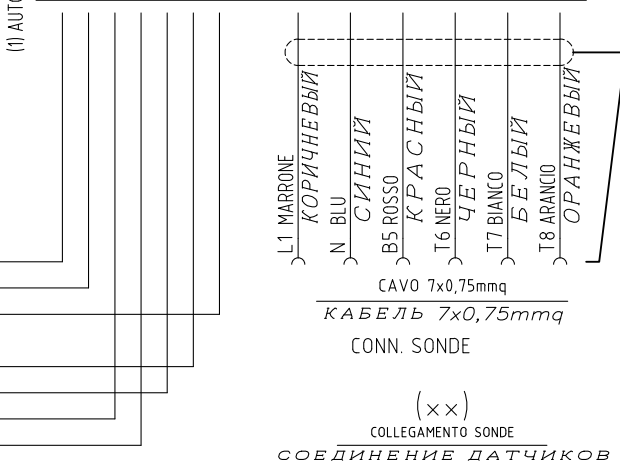 (1) AUTO
L1 MARRONE
КОРИЧНЕВЫЙ
N BLU
СИНИЙ
B5 ROSSO
КРАСНЫЙ
T6 NERO
ЧЕРНЫЙ
T7 BIANCO
БЕЛЫЙ
T8 ARANCIO
ОРАНЖЕВЫЙ
CAVO 7x0,75mmq
КАБЕЛЬ 7x0,75mmq
CONN. SONDE
(xx)
COLLEGAMENTO SONDE
СОЕДИНЕНИЕ ДАТЧИКОВ